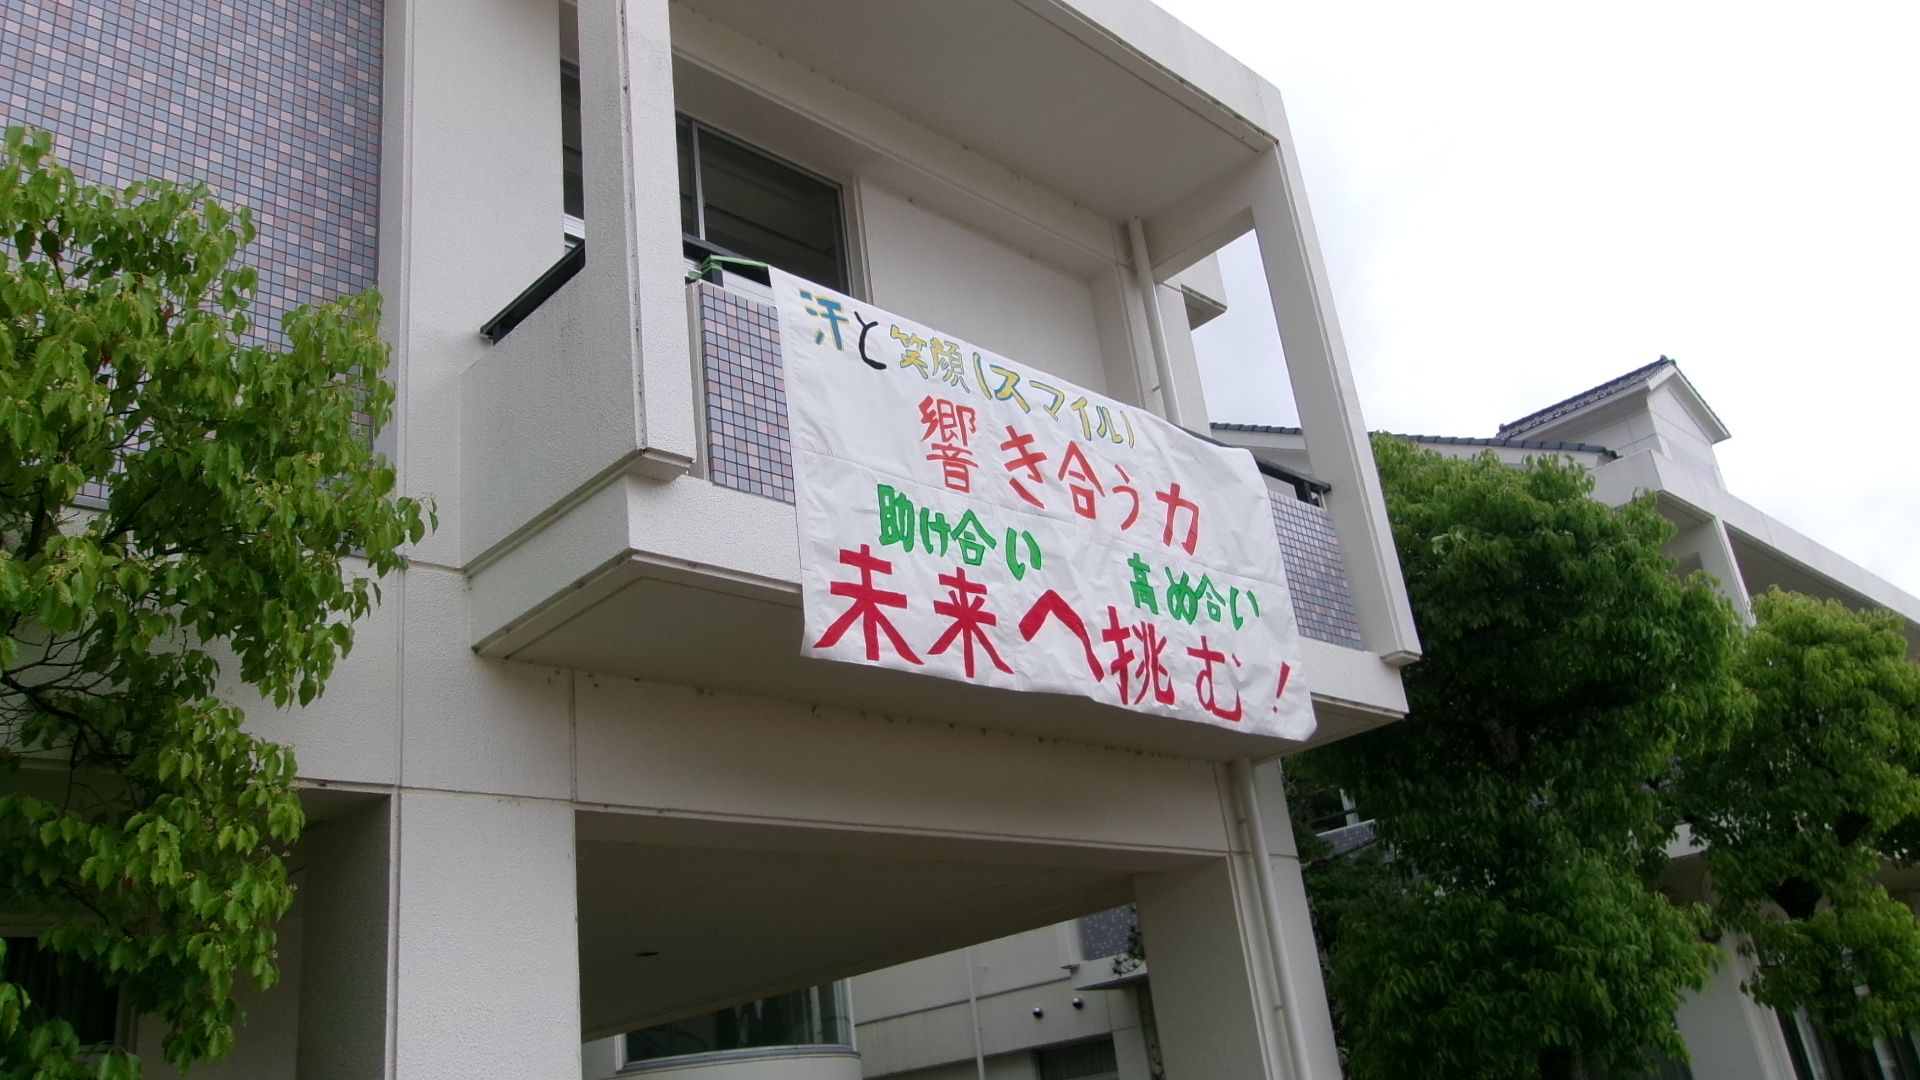 汗と笑顔(スマイル)
響き合う力
助け合い 高め合い
未来へ挑む!